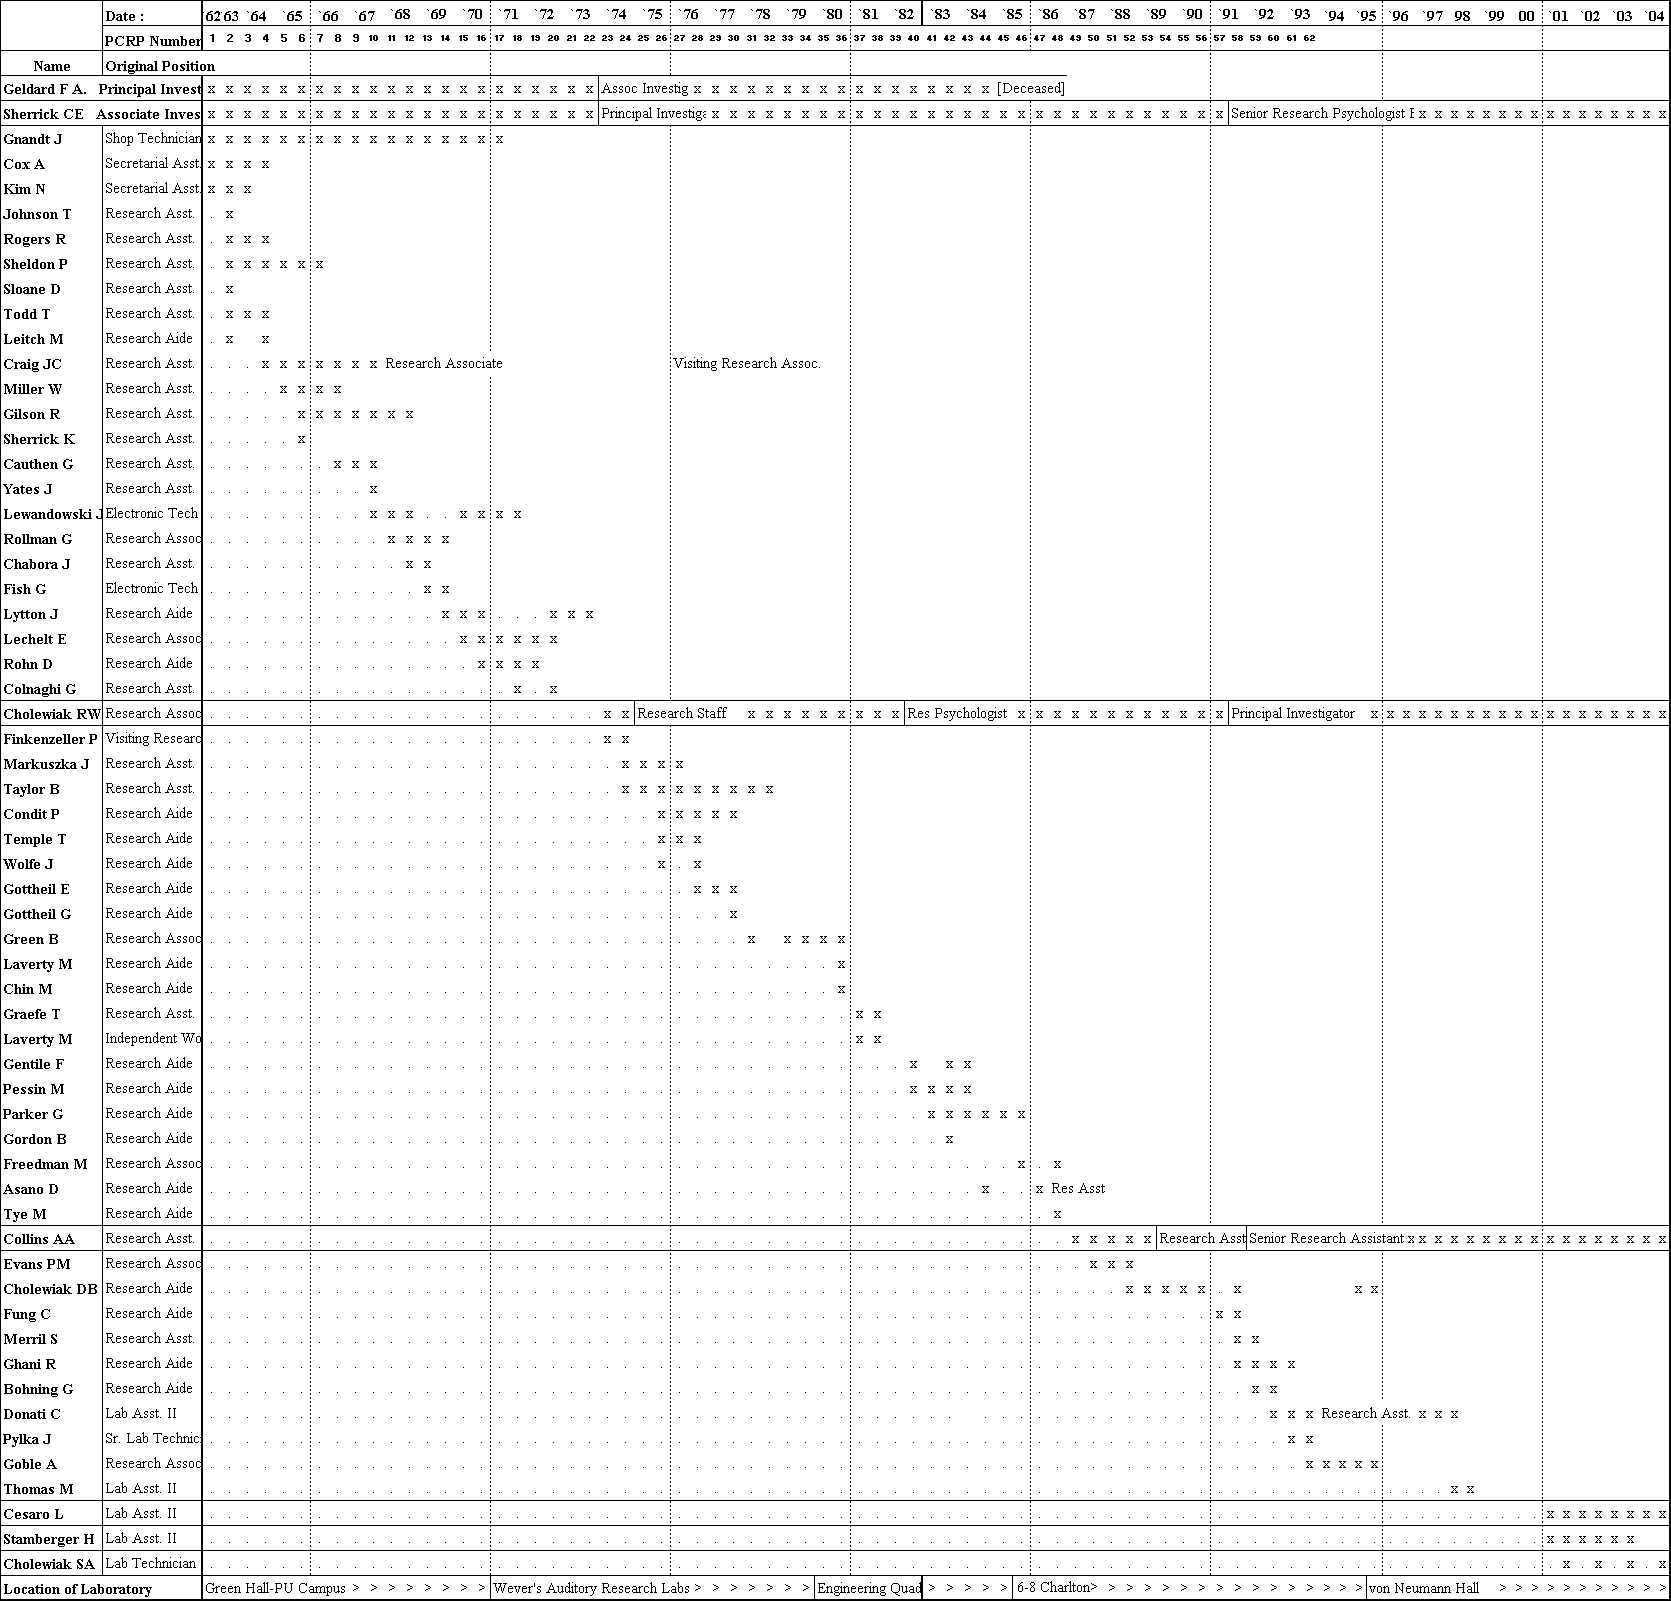 Date : `62 `63 `64 `65 `66 `67 `68 `69 `70 `71 `72 `73 `74 `75 `76 `77 `78 `79 `80 `81 `82 `83 `84 `85 `86 `87 `88 `89 `90 `91 `92 `93 `94 `95 `96 `97 `98 `99 00 `01 `02 `03 `04
PCRP Number 1 2 3 4 5 6 7 8 9 10 11 12 13 14 15 16 17 18 19 20 21 22 23 24 25 26 27 28 29 30 31 32 33 34 35 36 37 38 39 40 41 42 43 44 45 46 47 48 49 50 51 52 53 54 55 56 57 58 59 60 61 62
Name Original Position
Geldard F A. Principal Invest x x x x x x x x x x x x x x x x x x x x x x Assoc Investig x x x x x x x x x x x x x x x x x [Deceased]
Sherrick CE Associate Inves x x x x x x x x x x x x x x x x x x x x x x Principal Investiga x x x x x x x x x x x x x x x x x x x x x x x x x x x x x Senior Research Psychologist x x x x x x x x x x x x x x
Gnandt J Shop Technician x x x x x x x x x x x x x x x x x
Cox A Secretarial Asst. x x x x
Kim N Secretarial Asst. x x x
Johnson T Research Asst. x
Rogers R Research Asst. x x x
Sheldon P Research Asst. x x x x x x
Sloane D Research Asst. x
Todd T Research Asst. x x x
Leitch M Research Aide x x
Craig JC Research Asst. x x x x x x x Research Associate Visiting Research Assoc.
Miller W Research Asst. x x x x
Gilson R Research Asst. x x x x x x x
Sherrick K Research Asst. x
Cauthen G Research Asst. x x x
Yates J Research Asst. x
Lewandowski J Electronic Tech x x x x x x x
Rollman G Research Assoc x x x x
Chabora J Research Asst. x x
Fish G Electronic Tech x x
Lytton J Research Aide x x x x x x
Lechelt E Research Assoc x x x x x x
Rohn D Research Aide x x x x
Colnaghi G Research Asst. x x
Cholewiak RW Research Assoc x x Research Staff x x x x x x x x x Res Psychologist x x x x x x x x x x x x Principal Investigator x x x x x x x x x x x x x x x x x
Finkenzeller P Visiting Researc x x
Markuszka J Research Asst. x x x x
Taylor B Research Asst. x x x x x x x x x
Condit P Research Aide x x x x x
Temple T Research Aide x x x
Wolfe J Research Aide x x
Gottheil E Research Aide x x x
Gottheil G Research Aide x
Green B Research Assoc x x x x x
Laverty M Research Aide x
Chin M Research Aide x
Graefe T Research Asst. x x
Laverty M Independent Wo x x
Gentile F Research Aide x x x
Pessin M Research Aide x x x x
Parker G Research Aide x x x x x x
Gordon B Research Aide x
Freedman M Research Assoc x x
Asano D Research Aide x x Res Asst
Tye M Research Aide x
Collins AA Research Asst. x x x x x Research Asst Senior Research Assistant x x x x x x x x x x x x x x x
Evans PM Research Assoc x x x
Cholewiak DB Research Aide x x x x x x x x
Fung C Research Aide x x
Merril S Research Asst. x x
Ghani R Research Aide x x x x
Bohning G Research Aide x x
Donati C Lab Asst. II x x x Research Asst. x x x
Pylka J Sr. Lab Technic x x
Goble A Research Assoc x x x x x
Thomas M Lab Asst. II x x
Cesaro L Lab Asst. II x x x x x x x
Stamberger H Lab Asst. II x x x x x x
Cholewiak SA Lab Technician x x x x
Location of Laboratory Green Hall-PU Campus > > > > > > > > Wever's Auditory Research Labs > > > > > > > Engineering Quad > > > > > 6-8 Charlton> > > > > > > > > > > > > > > > von Neumann Hall > > > > > > > > > >